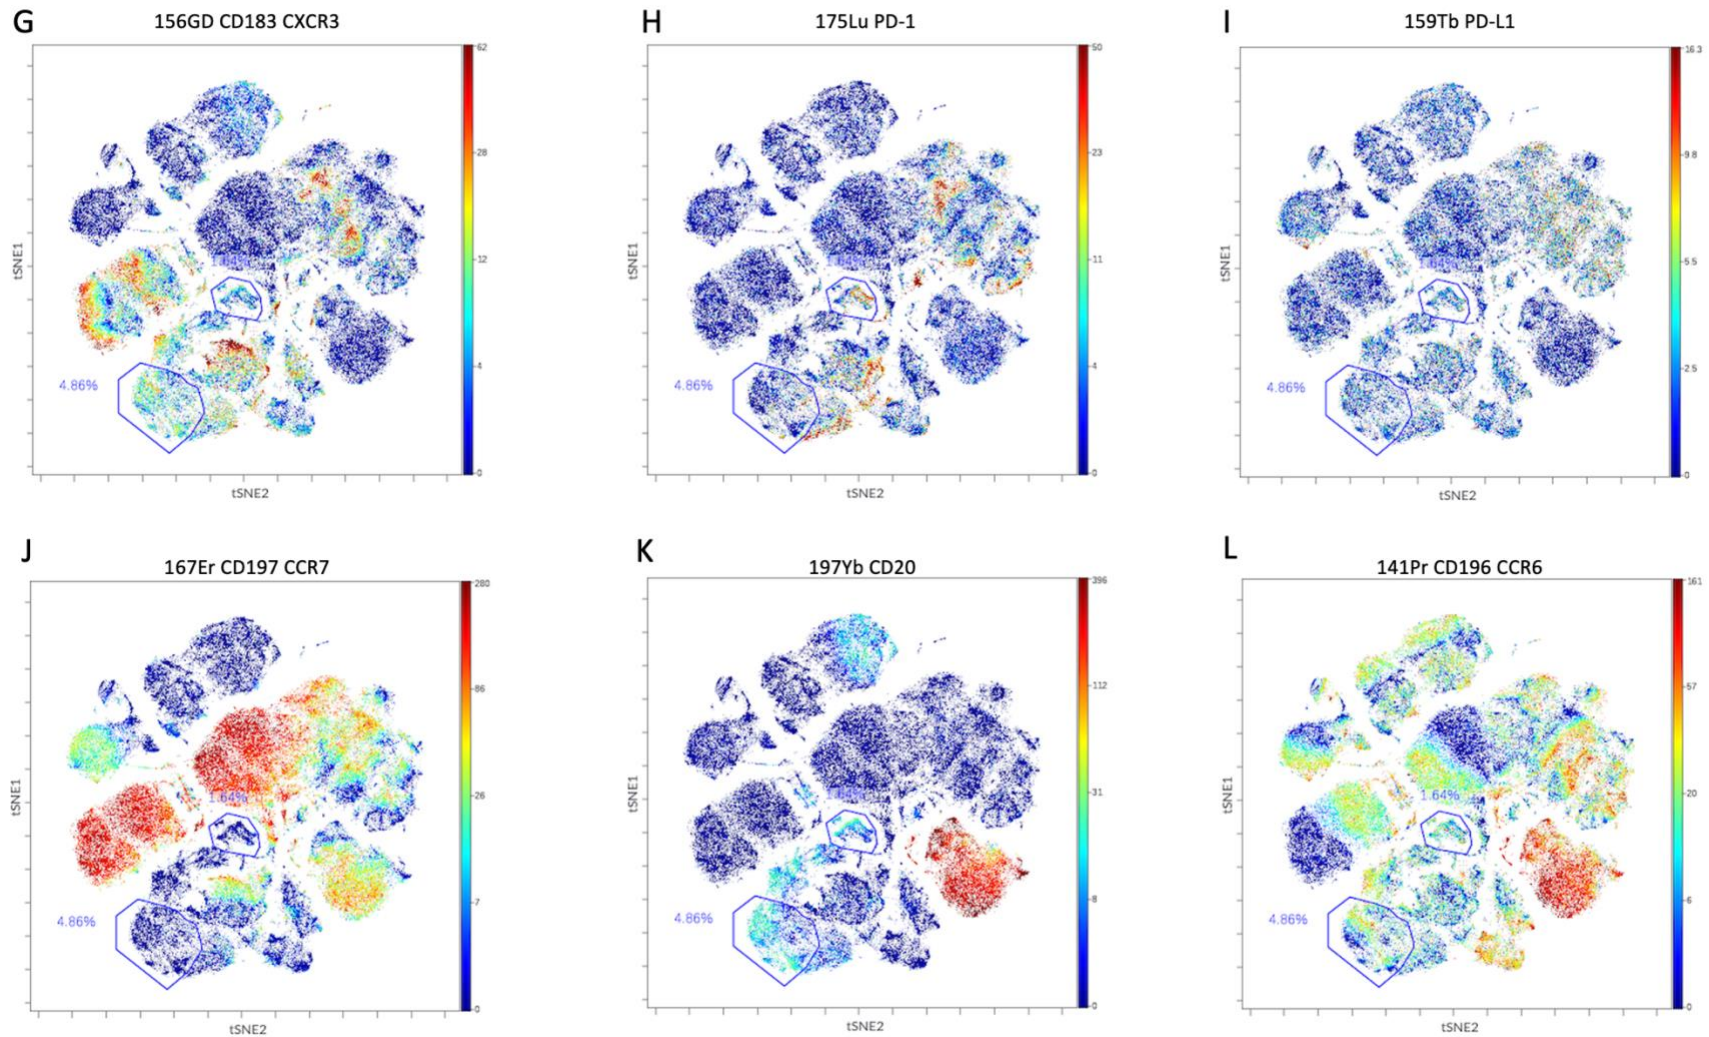 G
156GD CD183 CXCR3
62
28
12
4
0
4.86%
tSNE1
tSNE2
H
175Lu PD-1
50
23
11
4
0
4.86%
tSNE1
tSNE2
I
159Tb PD-L1
16 3
9 8
5 5
2 5
0
4.86%
tSNE1
tSNE2
J
167Er CD197 CCR7
280
86
26
7
0
1.64%
4.86%
tSNE1
tSNE2
K
197Yb CD20
396
112
31
8
0
4.86%
tSNE1
tSNE2
L
141Pr CD196 CCR6
161
57
20
6
0
1.64%
4.86%
tSNE1
tSNE2